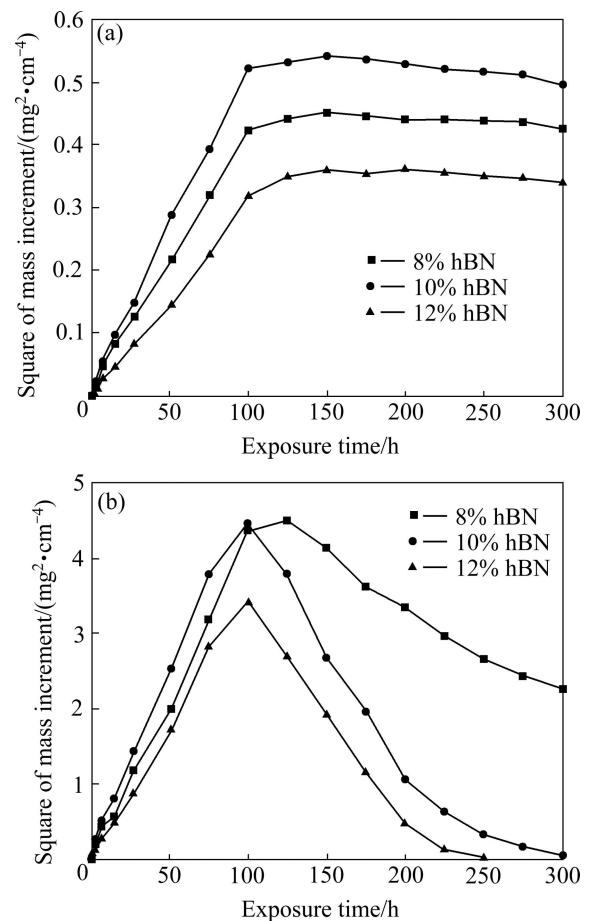 (a)
Square of mass increment/(mg²•cm⁻⁴)
0.6
0.5
0.4
0.3
0.2
0.1
0
50
100
150
200
250
300
8% hBN
10% hBN
12% hBN
Exposure time/h
(b)
Square of mass increment/(mg²•cm⁻⁴)
5
4
3
2
1
0
50
100
150
200
250
300
8% hBN
10% hBN
12% hBN
Exposure time/h